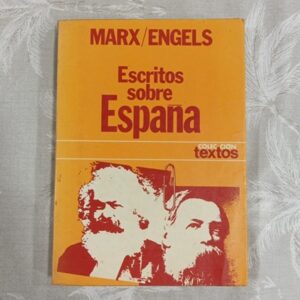 MARX/ENGELS
Escritos
sobre
España
COLECCIÓN
textos